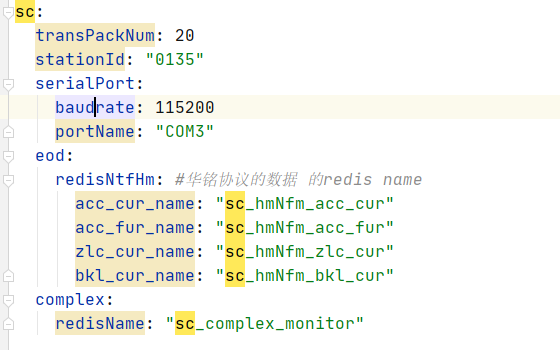 sc:
transPackNum: 20
stationId: "0135"
serialPort:
baudrate: 115200
portName: "COM3"
eod:
redisNtfHm: #华铭协议的数据 的redis name
acc_cur_name: "sc_hmNfm_acc_cur"
acc_fur_name: "sc_hmNfm_acc_fur"
zlc_cur_name: "sc_hmNfm_zlc_cur"
bkl_cur_name: "sc_hmNfm_bkl_cur"
complex:
redisName: "sc_complex_monitor"